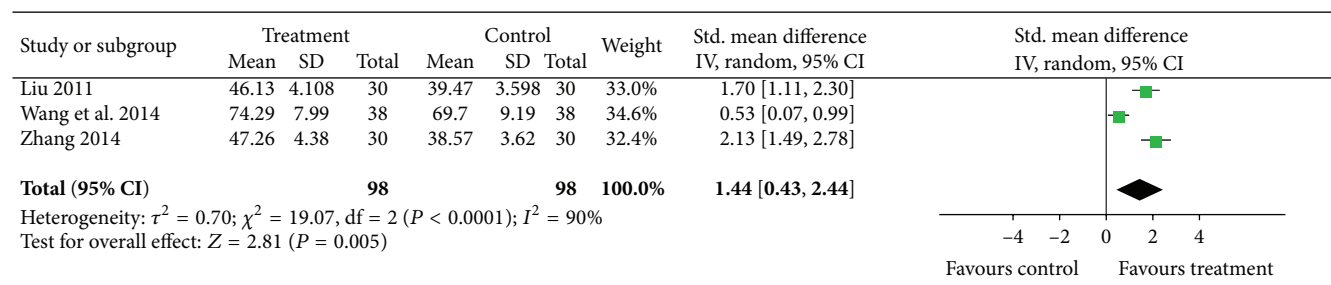 Study or subgroup Treatment Control Weight Std. mean difference Std. mean difference
Mean SD Total Mean SD Total IV, random, 95% CI IV, random, 95% CI
Liu 2011 46.13 4.108 30 39.47 3.598 30 33.0% 1.70 [1.11, 2.30]
Wang et al. 2014 74.29 7.99 38 69.7 9.19 38 34.6% 0.53 [0.07, 0.99]
Zhang 2014 47.26 4.38 30 38.57 3.62 30 32.4% 2.13 [1.49, 2.78]
Total (95% CI) 98 98 100.0% 1.44 [0.43, 2.44]
Heterogeneity: τ² = 0.70; χ² = 19.07, df = 2 (P < 0.0001); I² = 90%
Test for overall effect: Z = 2.81 (P = 0.005)
−4 −2 0 2 4
Favours control Favours treatment